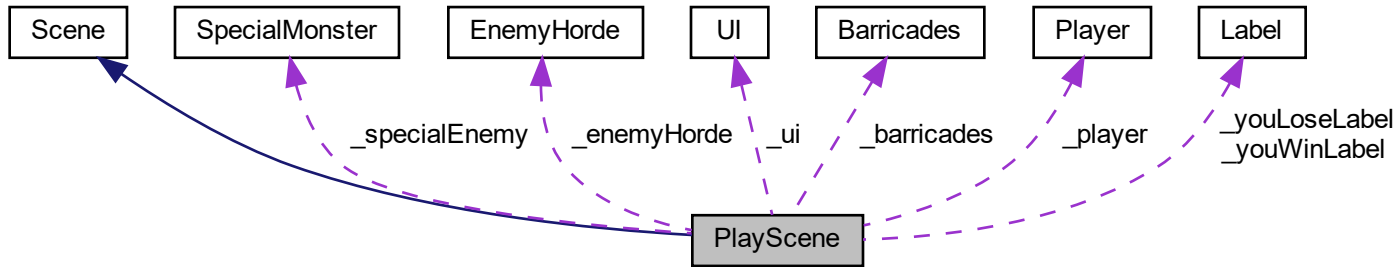 Scene
SpecialMonster
EnemyHorde
UI
Barricades
Player
Label
_specialEnemy
_enemyHorde
_ui
_barricades
_player
_youLoseLabel
_youWinLabel
PlayScene